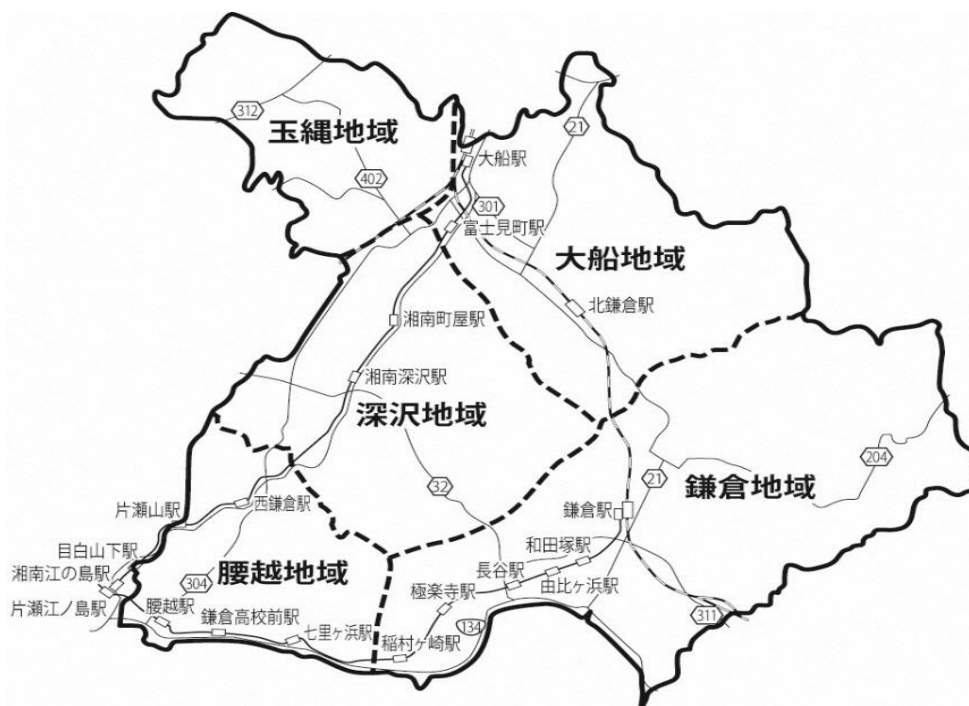 312
玉縄地域
21
402
大船駅
301
富士見町駅
大船地域
北鎌倉駅
湘南町屋駅
湘南深沢駅
深沢地域
204
32
21
鎌倉地域
片瀬山駅
西鎌倉駅
鎌倉駅
目白山下駅
和田塚駅
湘南江の島駅
304
腰越地域
長谷駅
由比ヶ浜駅
片瀬江ノ島駅
腰越駅
鎌倉高校前駅
極楽寺駅
311
七里ヶ浜駅
134
稲村ヶ崎駅